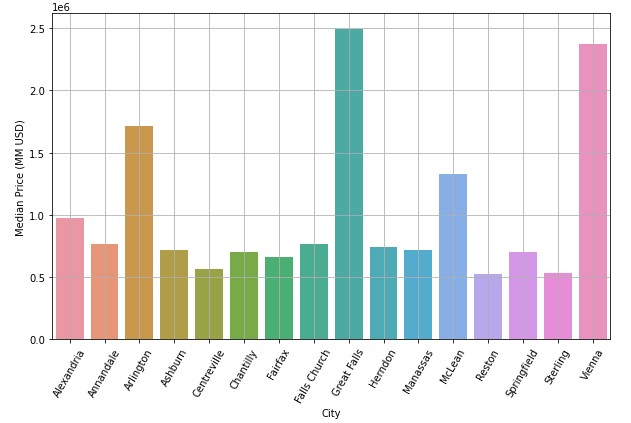 1e6
Median Price (MM USD)
2.5
2.0
1.5
1.0
0.5
0.0
Alexandria
Annandale
Arlington
Ashburn
Centreville
Chantilly
Fairfax
Falls Church
Great Falls
Herndon
Manassas
McLean
Reston
Springfield
Sterling
Vienna
City